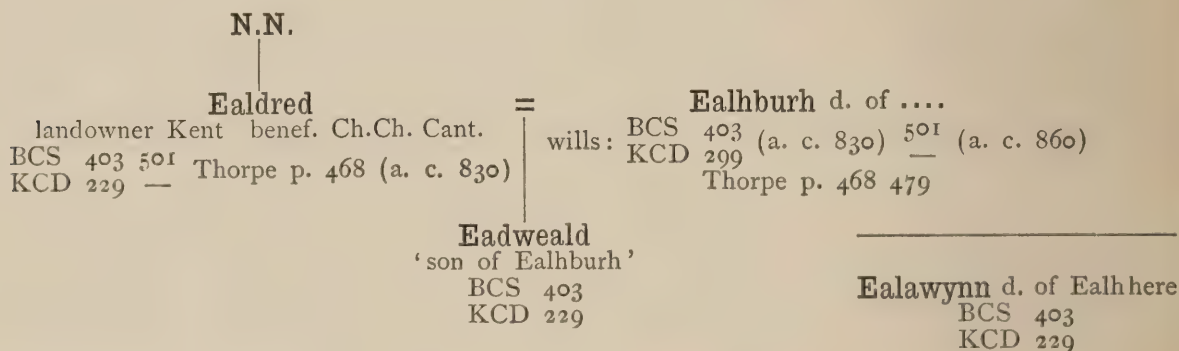 N.N.
Ealdred = Ealhburh d. of ....
landowner Kent benef. Ch.Ch. Cant.
BCS 403 501
KCD 229 — Thorpe p. 468 (a. c. 830)
wills: BCS 403 (a. c. 830) 501 (a. c. 860)
KCD 299 —
Thorpe p. 468 479
Eadweald
'son of Ealhburh'
BCS 403
KCD 229
Ealawynn d. of Ealhhere
BCS 403
KCD 229